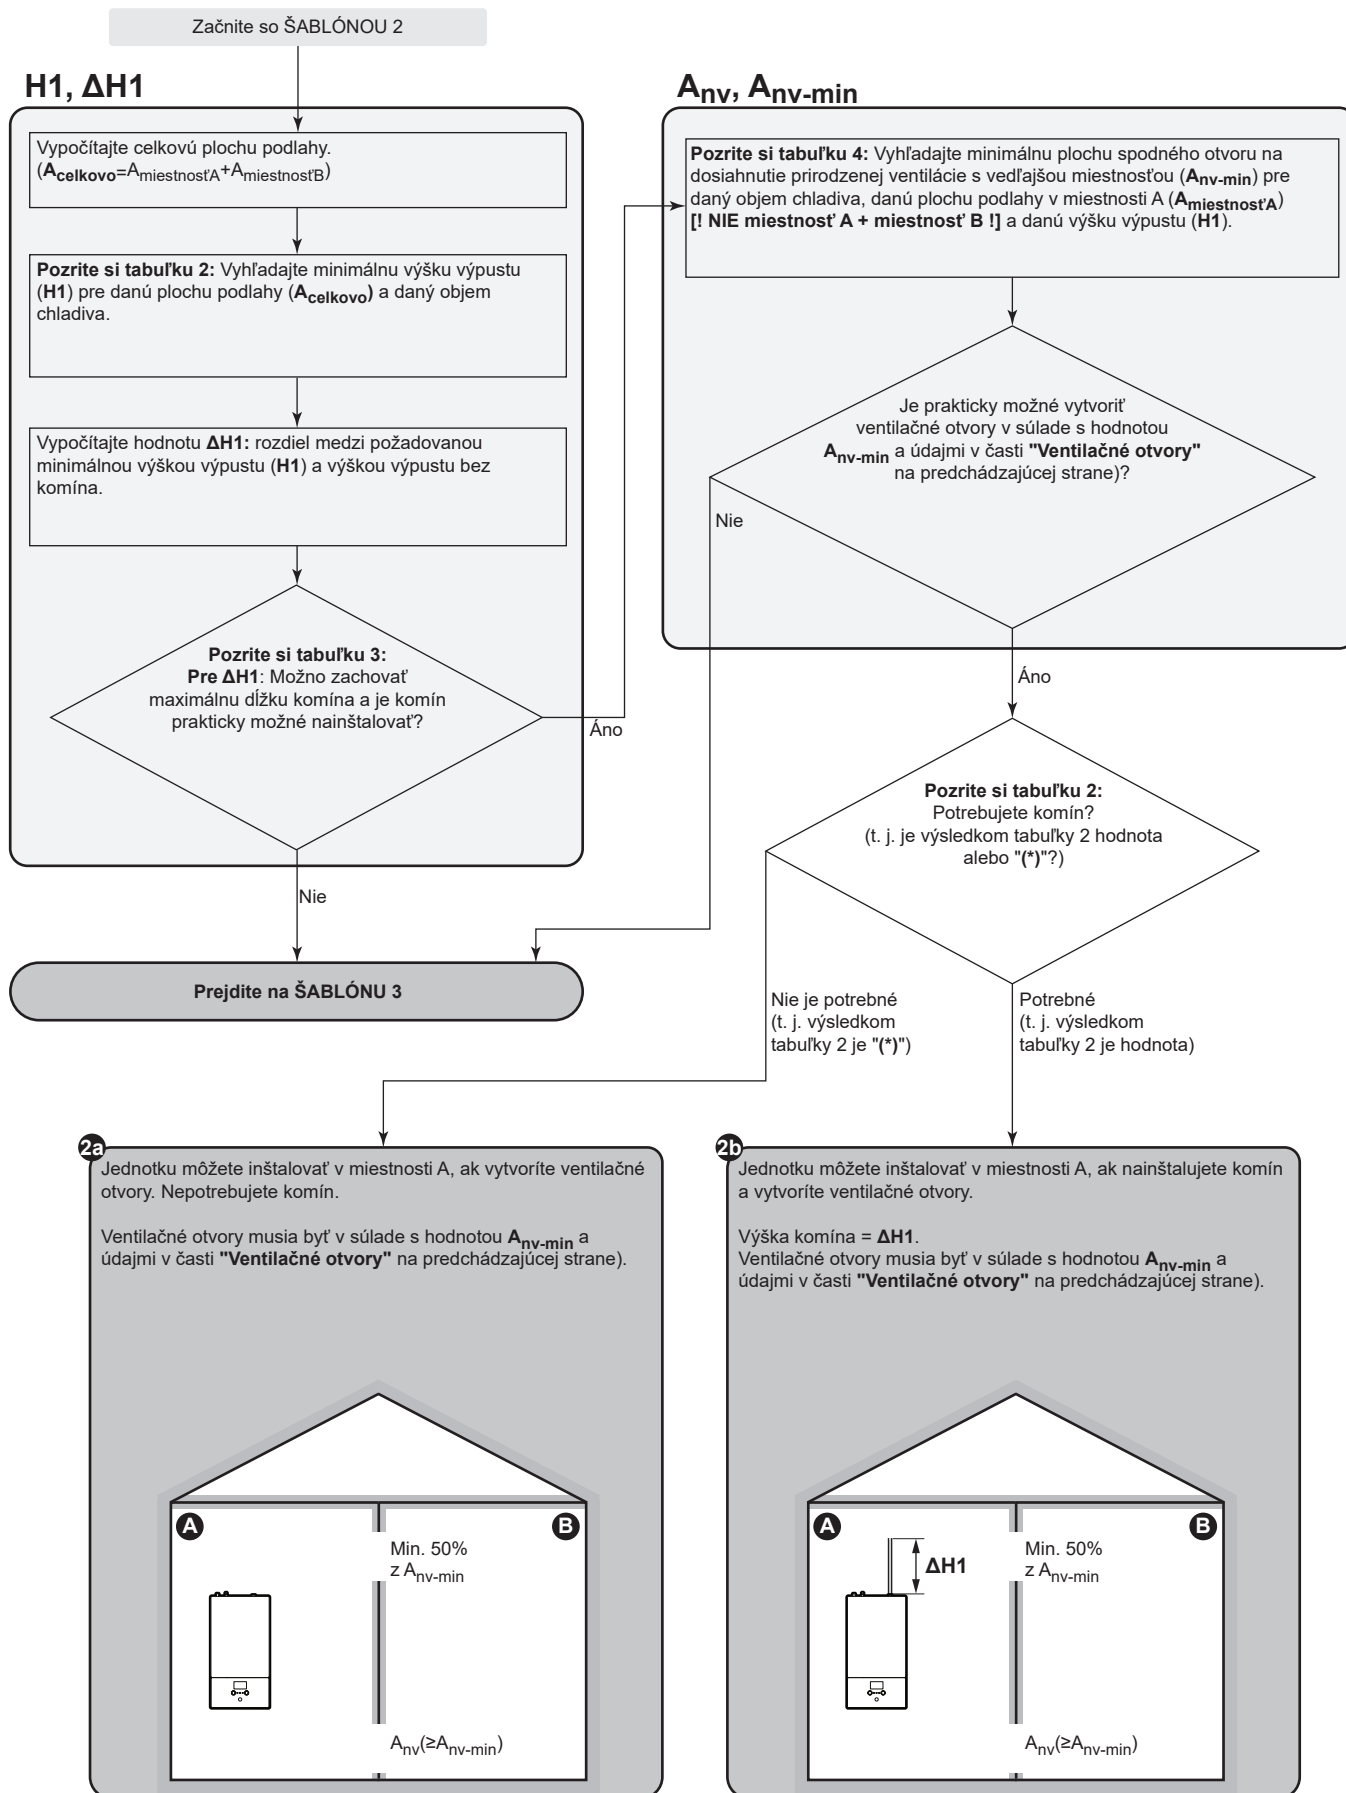 Začnite so ŠABLÓNOU 2
H1, ΔH1
Vypočítajte celkovú plochu podlahy.
(Acelkovo=AmiestnosťA+AmiestnosťB)
Pozrite si tabuľku 2: Vyhľadajte minimálnu výšku výpustu
(H1) pre danú plochu podlahy (Acelkovo) a daný objem
chladiva.
Vypočítajte hodnotu ΔH1: rozdiel medzi požadovanou
minimálnou výškou výpustu (H1) a výškou výpustu bez
komína.
Pozrite si tabuľku 3:
Pre ΔH1: Možno zachovať
maximálnu dĺžku komína a je komín
prakticky možné nainštalovať?
Áno
Nie
Prejdite na ŠABLÓNU 3
Anv, Anv-min
Pozrite si tabuľku 4: Vyhľadajte minimálnu plochu spodného otvoru na
dosiahnutie prirodzenej ventilácie s vedľajšou miestnosťou (Anv-min) pre
daný objem chladiva, danú plochu podlahy v miestnosti A (AmiestnosťA)
[! NIE miestnosť A + miestnosť B !] a danú výšku výpustu (H1).
Je prakticky možné vytvoriť
ventilačné otvory v súlade s hodnotou
Anv-min a údajmi v časti "Ventilačné otvory"
na predchádzajúcej strane)?
Nie
Áno
Pozrite si tabuľku 2:
Potrebujete komín?
(t. j. je výsledkom tabuľky 2 hodnota
alebo "(*)"?)
Nie je potrebné
(t. j. výsledkom
tabuľky 2 je "(*)")
Potrebné
(t. j. výsledkom
tabuľky 2 je hodnota)
2a
Jednotku môžete inštalovať v miestnosti A, ak vytvoríte ventilačné
otvory. Nepotrebujete komín.
Ventilačné otvory musia byť v súlade s hodnotou Anv-min a
údajmi v časti "Ventilačné otvory" na predchádzajúcej strane).
A
B
Min. 50%
z Anv-min
Anv(≥Anv-min)
2b
Jednotku môžete inštalovať v miestnosti A, ak nainštalujete komín
a vytvoríte ventilačné otvory.
Výška komína = ΔH1.
Ventilačné otvory musia byť v súlade s hodnotou Anv-min a
údajmi v časti "Ventilačné otvory" na predchádzajúcej strane).
A
B
ΔH1
Min. 50%
z Anv-min
Anv(≥Anv-min)